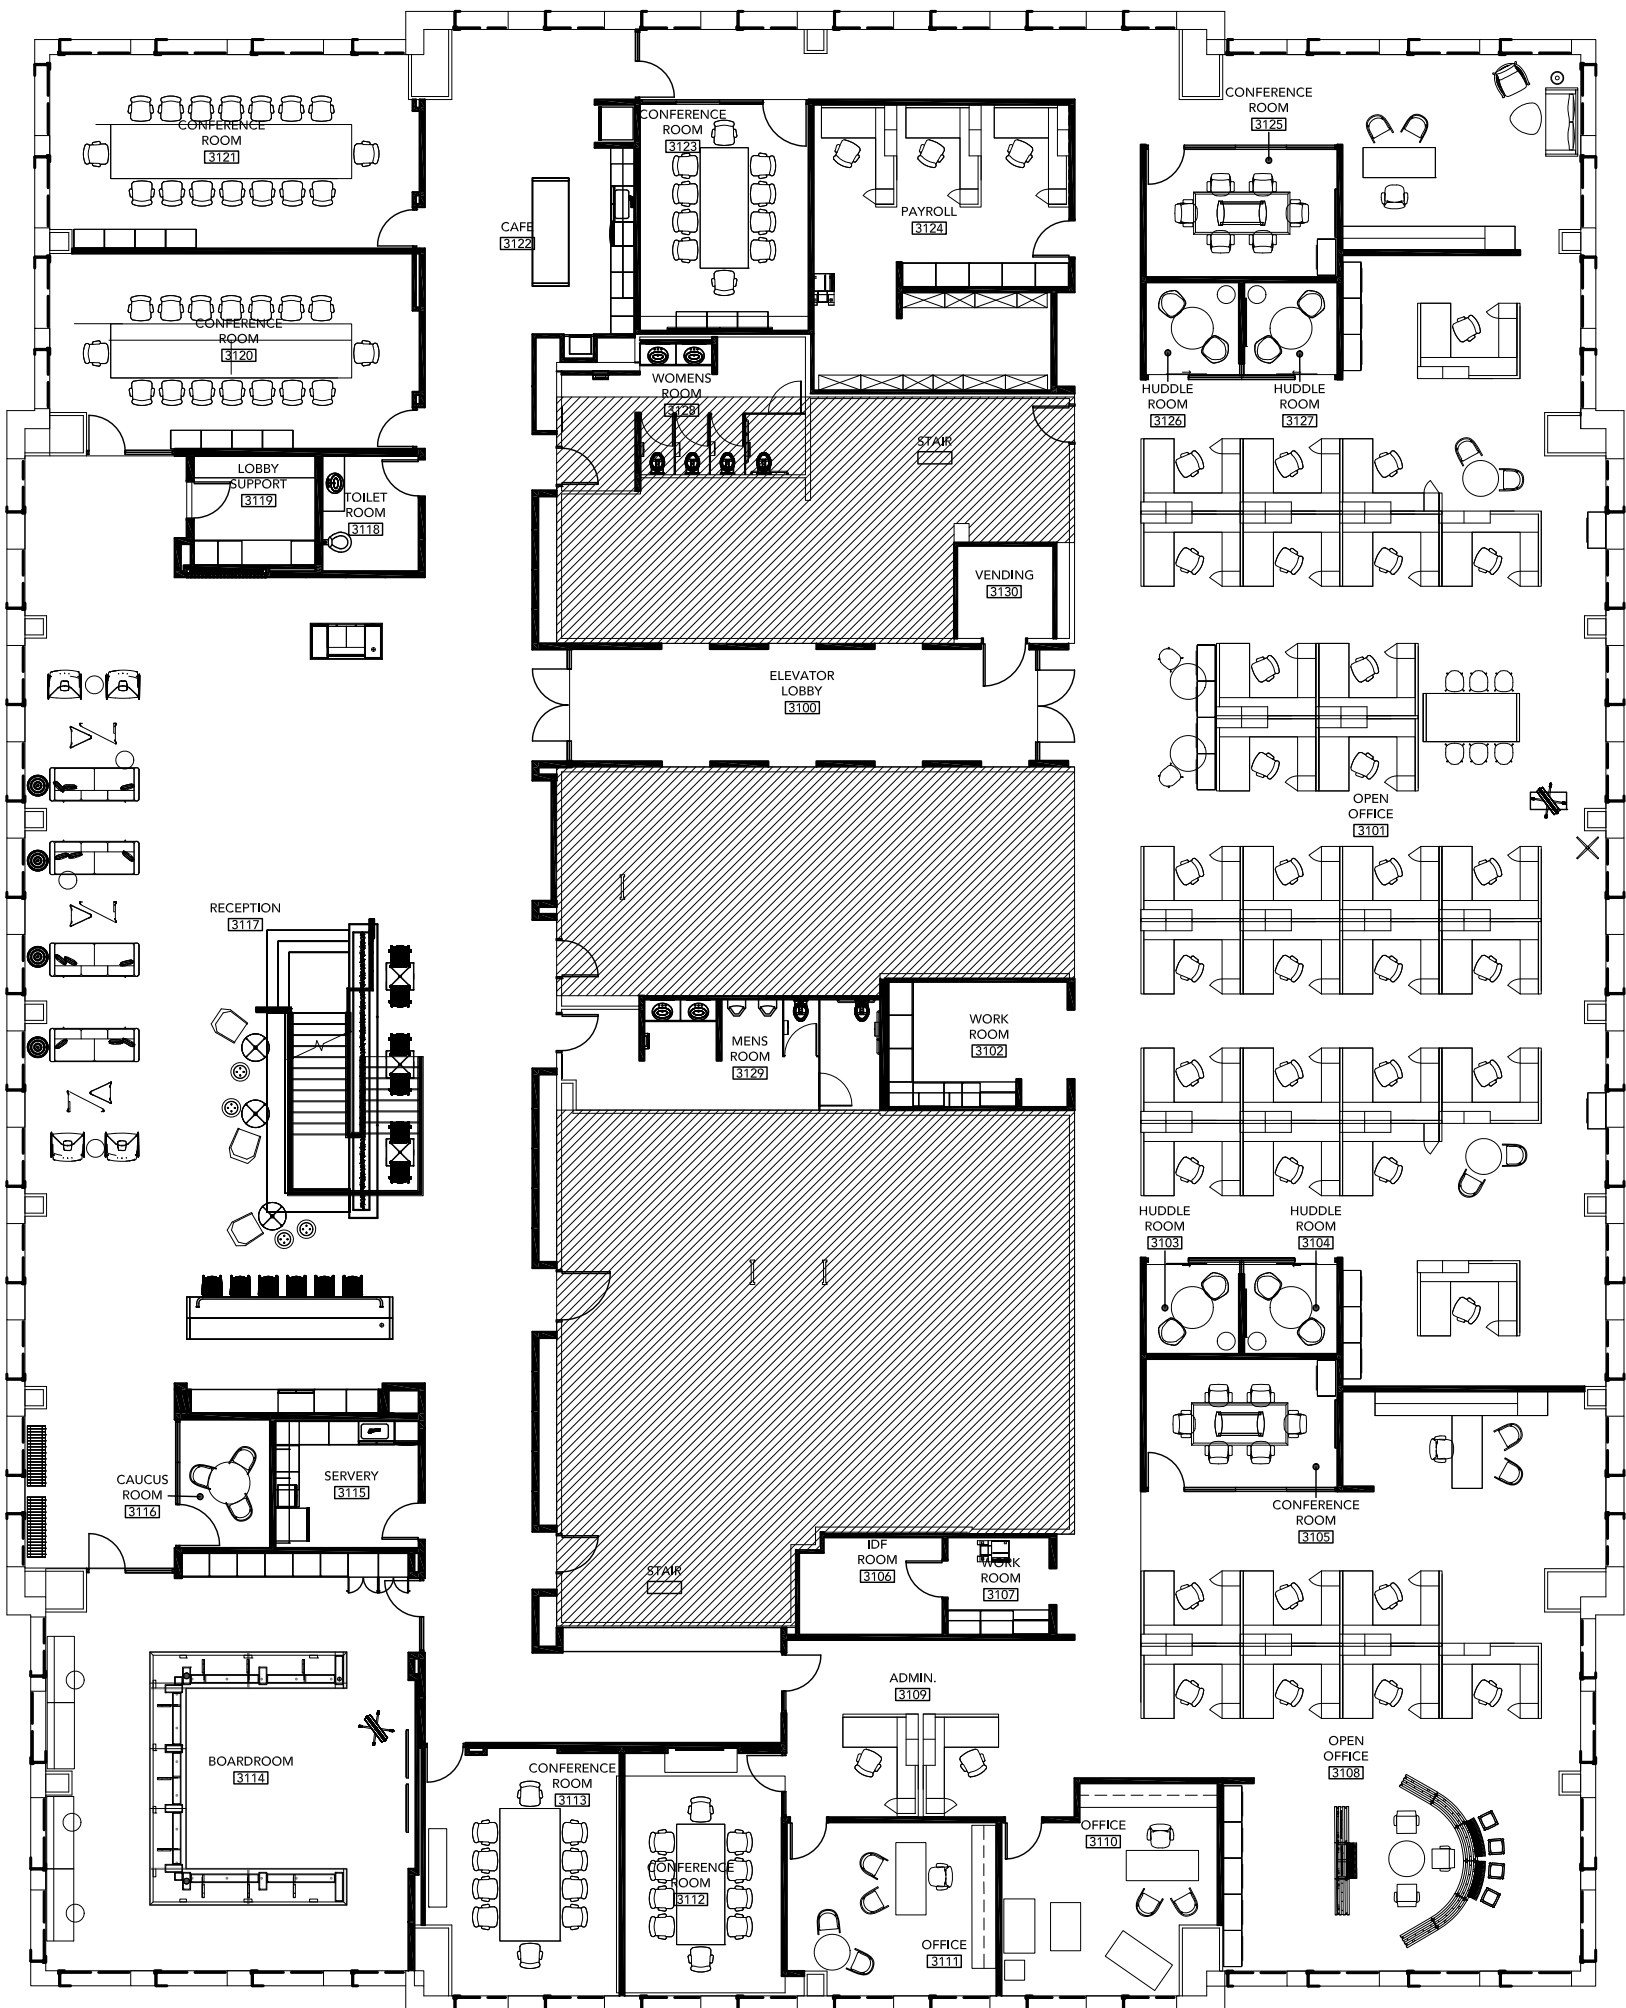 CONFERENCE
ROOM
3125
CONFERENCE
ROOM
3121
CONFERENCE
ROOM
3123
PAYROLL
3124
CAFE
3122
CONFERENCE
ROOM
3120
WOMENS
ROOM
3128
HUDDLE
ROOM
3126
HUDDLE
ROOM
3127
STAIR
LOBBY
SUPPORT
3119
TOILET
ROOM
3118
VENDING
3130
ELEVATOR
LOBBY
3100
OPEN
OFFICE
3101
RECEPTION
3117
WORK
ROOM
3102
MENS
ROOM
3129
HUDDLE
ROOM
3103
HUDDLE
ROOM
3104
CAUCUS
ROOM
3116
SERVERY
3115
CONFERENCE
ROOM
3105
IDF
ROOM
3106
WORK
ROOM
3107
STAIR
ADMIN.
3109
BOARDROOM
3114
CONFERENCE
ROOM
3113
OPEN
OFFICE
3108
OFFICE
3110
CONFERENCE
ROOM
3112
OFFICE
3111